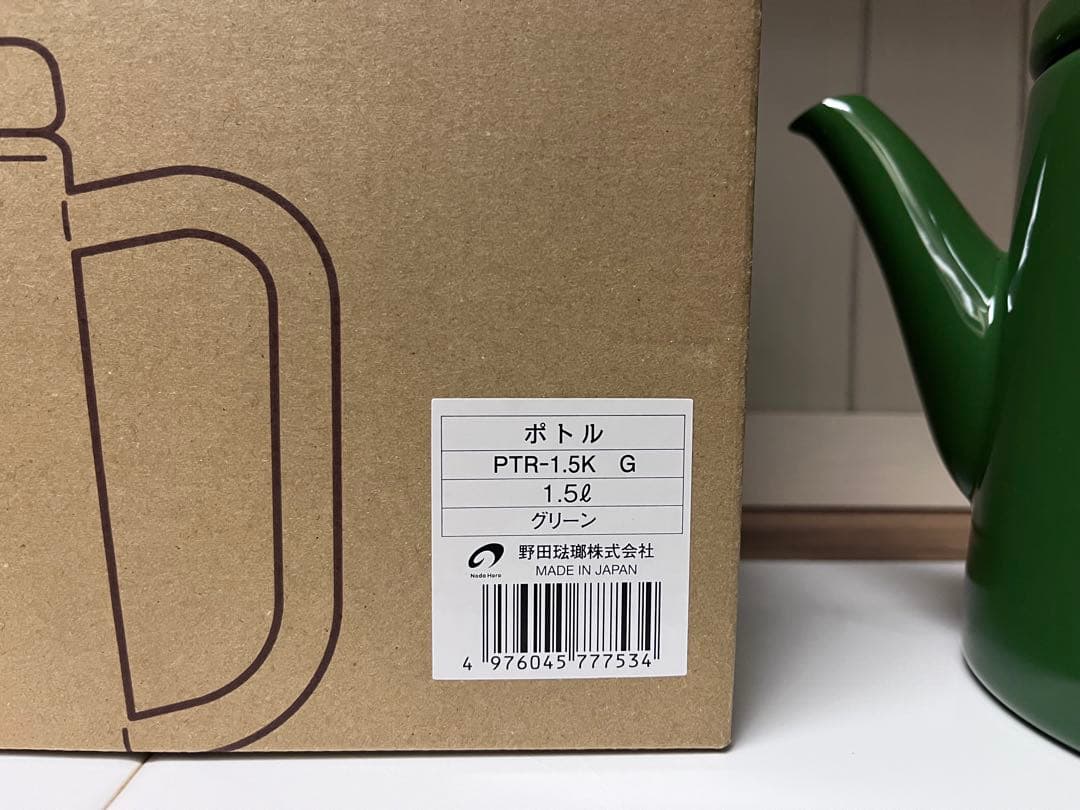 ポトル
PTR-1.5K G
1.5ℓ
グリーン
野田琺瑯株式会社
Noda Horo
MADE IN JAPAN
4 976045 777534